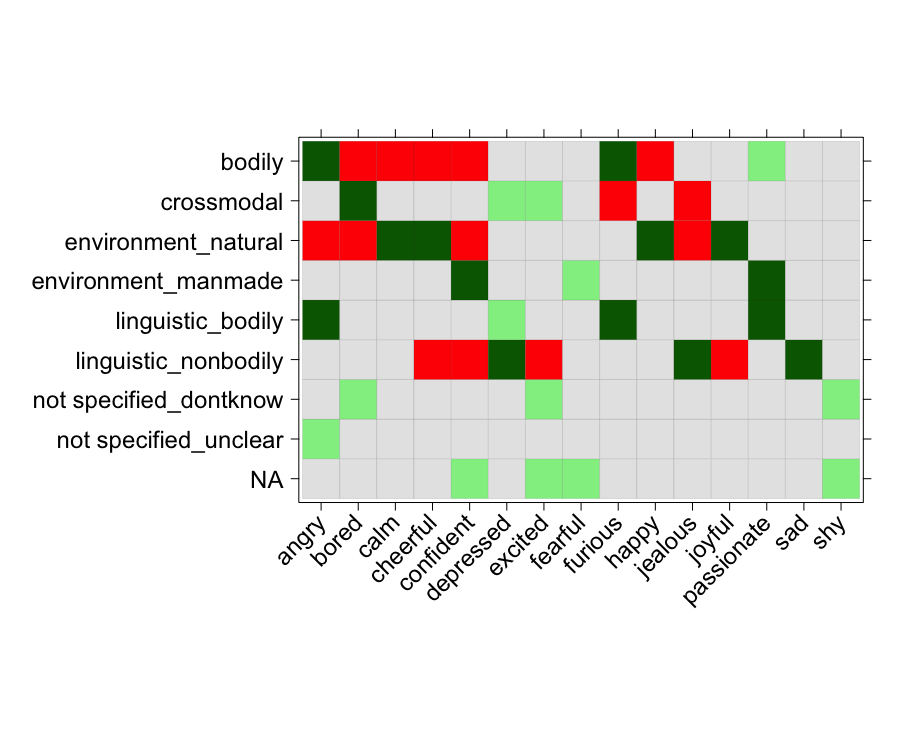 bodily
crossmodal
environment_natural
environment_manmade
linguistic_bodily
linguistic_nonbodily
not specified_dontknow
not specified_unclear
NA
angry
bored
calm
cheerful
confident
depressed
excited
fearful
furious
happy
jealous
joyful
passionate
sad
shy